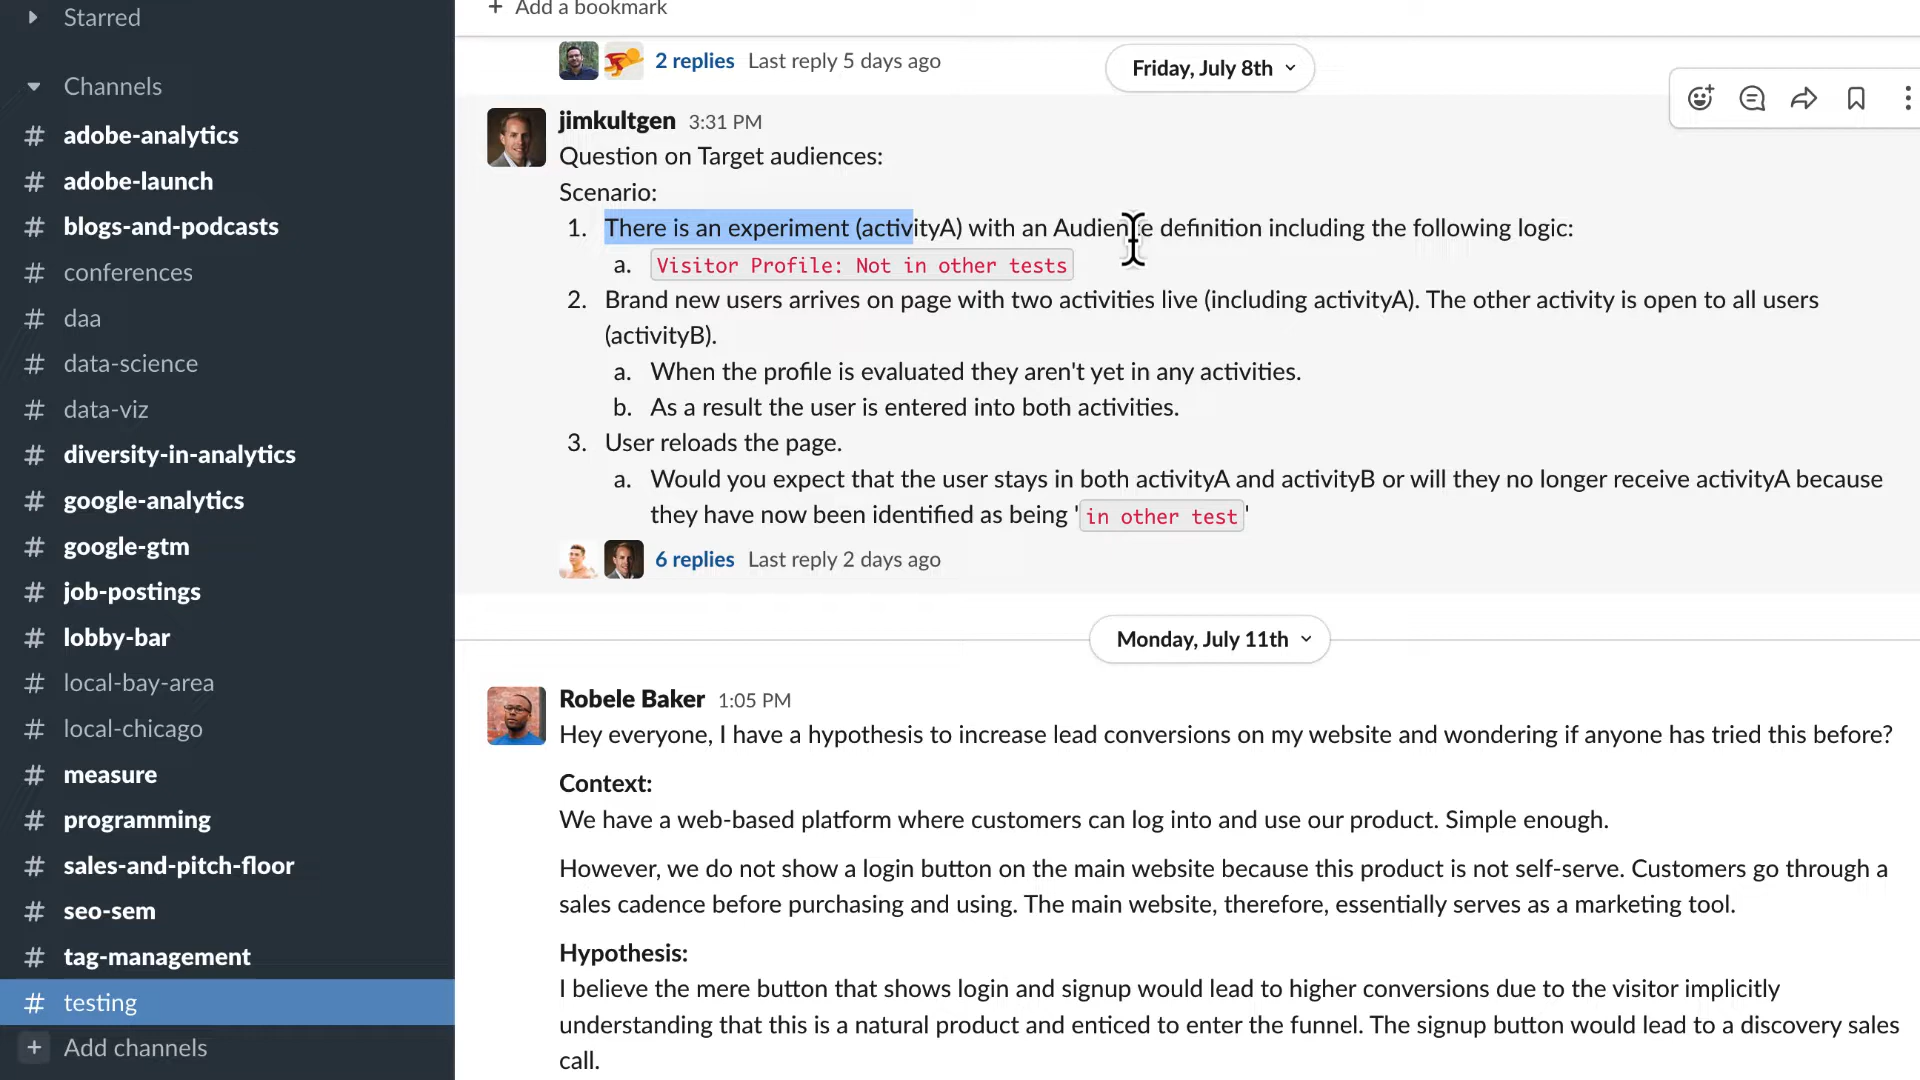 Starred
Channels
# adobe-analytics
# adobe-launch
# blogs-and-podcasts
# conferences
# daa
# data-science
# data-viz
# diversity-in-analytics
# google-analytics
# google-gtm
# job-postings
# lobby-bar
# local-bay-area
# local-chicago
# measure
# programming
# sales-and-pitch-floor
# seo-sem
# tag-management
# testing
+ Add channels
+ Add a bookmark
2 replies Last reply 5 days ago
Friday, July 8th
jimkultgen 3:31 PM
Question on Target audiences:
Scenario:
1. There is an experiment (activityA) with an Audience definition including the following logic:
a. Visitor Profile: Not in other tests
2. Brand new users arrives on page with two activities live (including activityA). The other activity is open to all users
(activityB).
a. When the profile is evaluated they aren't yet in any activities.
b. As a result the user is entered into both activities.
3. User reloads the page.
a. Would you expect that the user stays in both activityA and activityB or will they no longer receive activityA because
they have now been identified as being 'in other test'
6 replies Last reply 2 days ago
Monday, July 11th
Robele Baker 1:05 PM
Hey everyone, I have a hypothesis to increase lead conversions on my website and wondering if anyone has tried this before?
Context:
We have a web-based platform where customers can log into and use our product. Simple enough.
However, we do not show a login button on the main website because this product is not self-serve. Customers go through a
sales cadence before purchasing and using. The main website, therefore, essentially serves as a marketing tool.
Hypothesis:
I believe the mere button that shows login and signup would lead to higher conversions due to the visitor implicitly
understanding that this is a natural product and enticed to enter the funnel. The signup button would lead to a discovery sales
call.